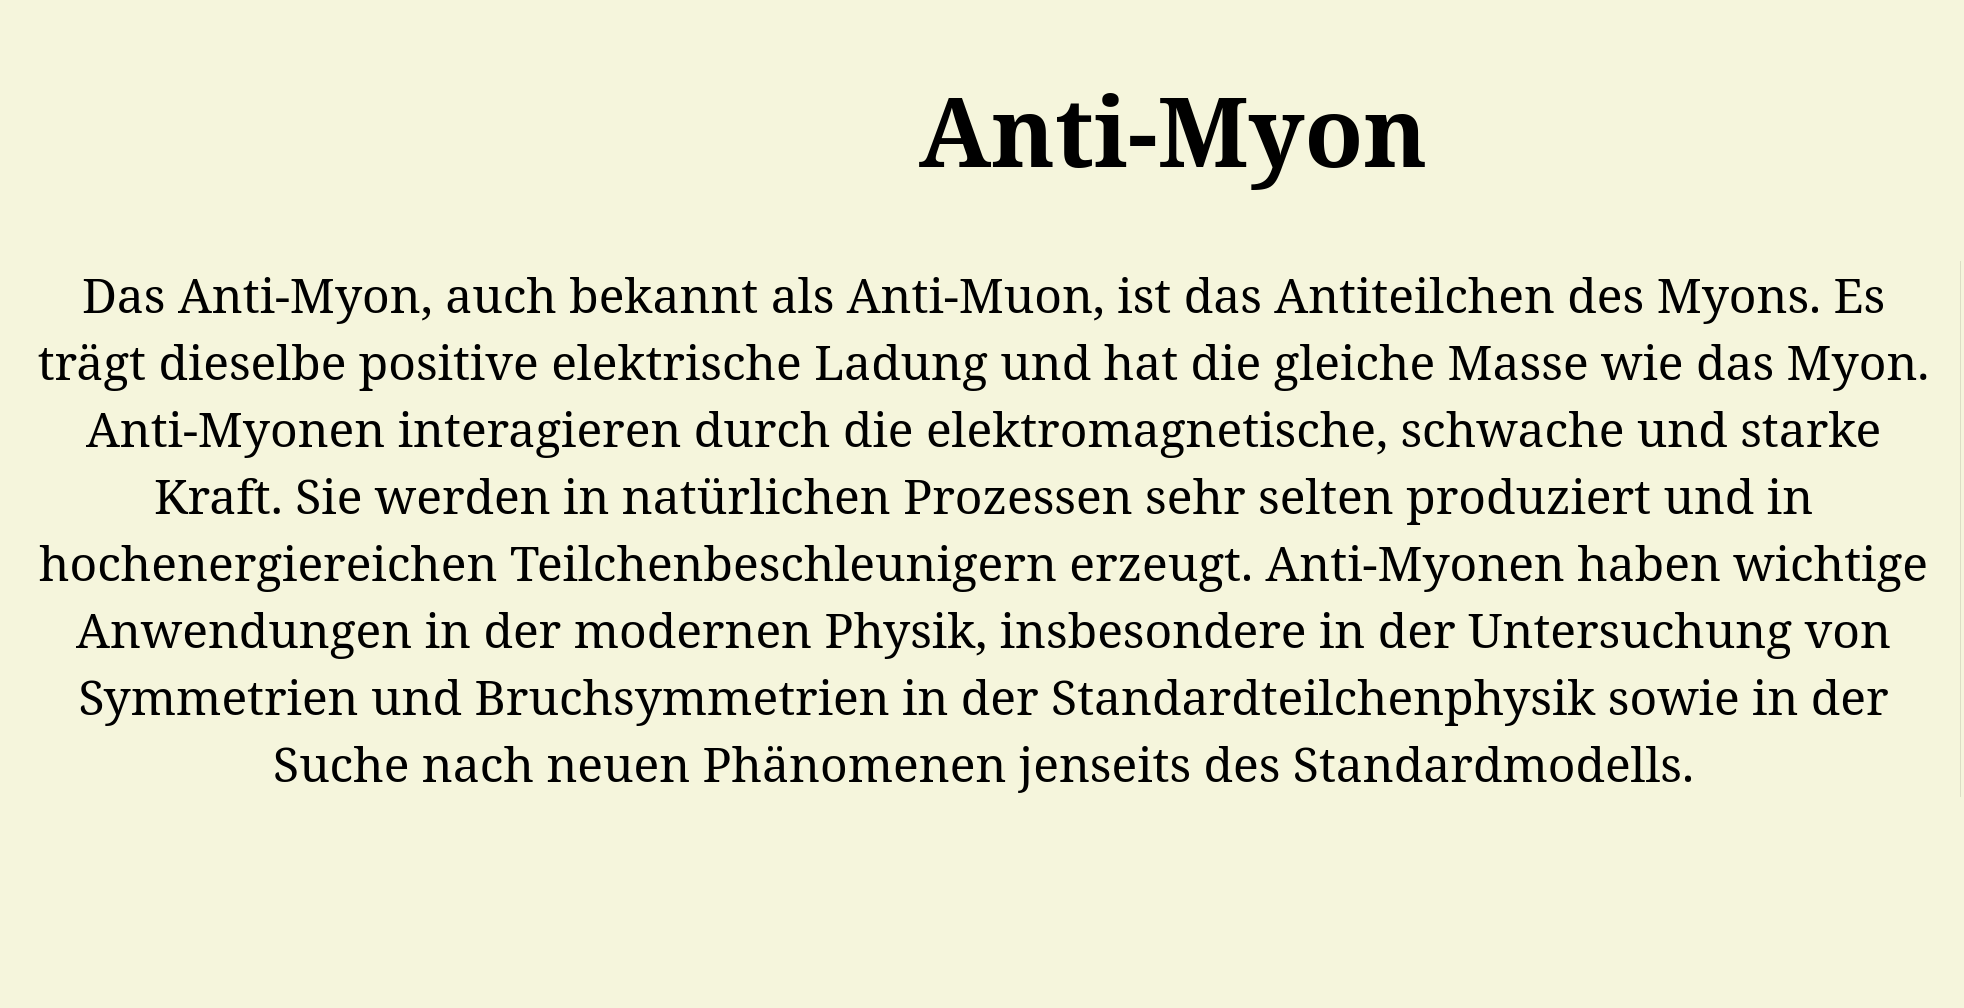 Anti-Myon
Das Anti-Myon, auch bekannt als Anti-Muon, ist das Antiteilchen des Myons. Es
trägt dieselbe positive elektrische Ladung und hat die gleiche Masse wie das Myon.
Anti-Myonen interagieren durch die elektromagnetische, schwache und starke
Kraft. Sie werden in natürlichen Prozessen sehr selten produziert und in
hochenergiereichen Teilchenbeschleunigern erzeugt. Anti-Myonen haben wichtige
Anwendungen in der modernen Physik, insbesondere in der Untersuchung von
Symmetrien und Bruchsymmetrien in der Standardteilchenphysik sowie in der
Suche nach neuen Phänomenen jenseits des Standardmodells.